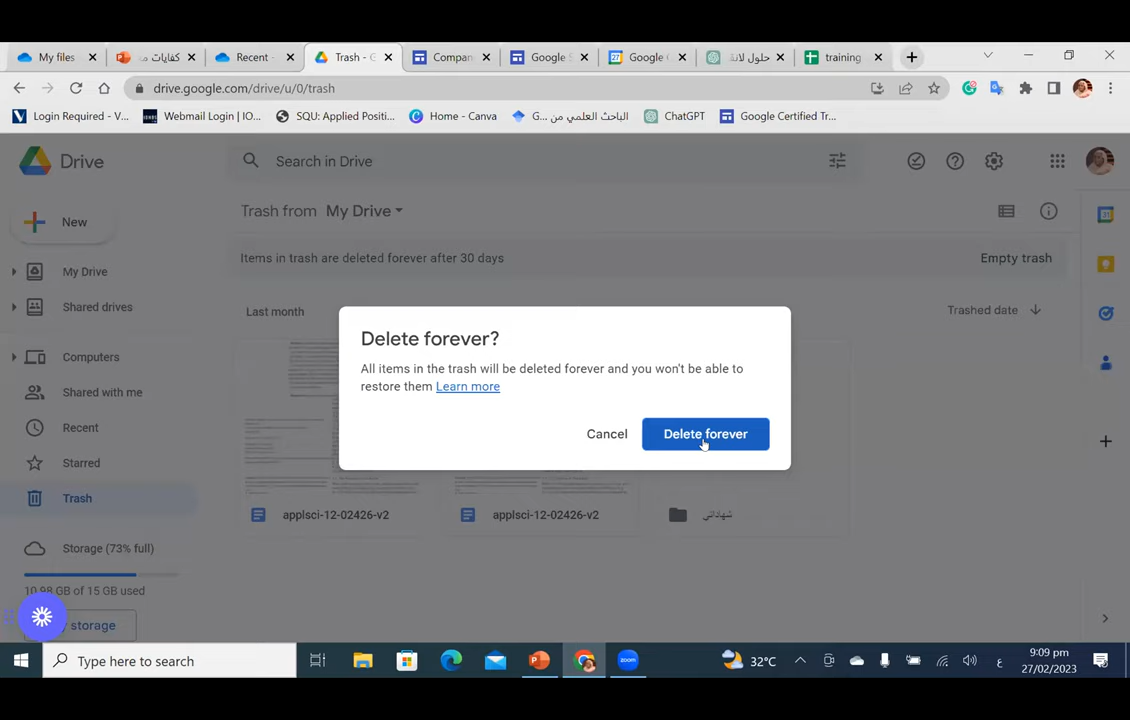 My files
كفايات مع
Recent -
Trash - G
Compan
Google S
Google C
حلول لانة
training
drive.google.com/drive/u/0/trash
Login Required - V...
Webmail Login | IO...
SQU: Applied Positi...
Home - Canva
الباحث العلمي من G...
ChatGPT
Google Certified Tr...
Drive
Search in Drive
Trash from My Drive
New
Items in trash are deleted forever after 30 days
Empty trash
My Drive
Shared drives
Last month
Trashed date
Computers
Shared with me
Recent
Starred
Trash
Storage (73% full)
10.98 GB of 15 GB used
storage
Delete forever?
All items in the trash will be deleted forever and you won't be able to
restore them Learn more
Cancel
Delete forever
applsci-12-02426-v2
applsci-12-02426-v2
شهاداتي
Type here to search
zoom
32°C
ع
9:09 pm
27/02/2023